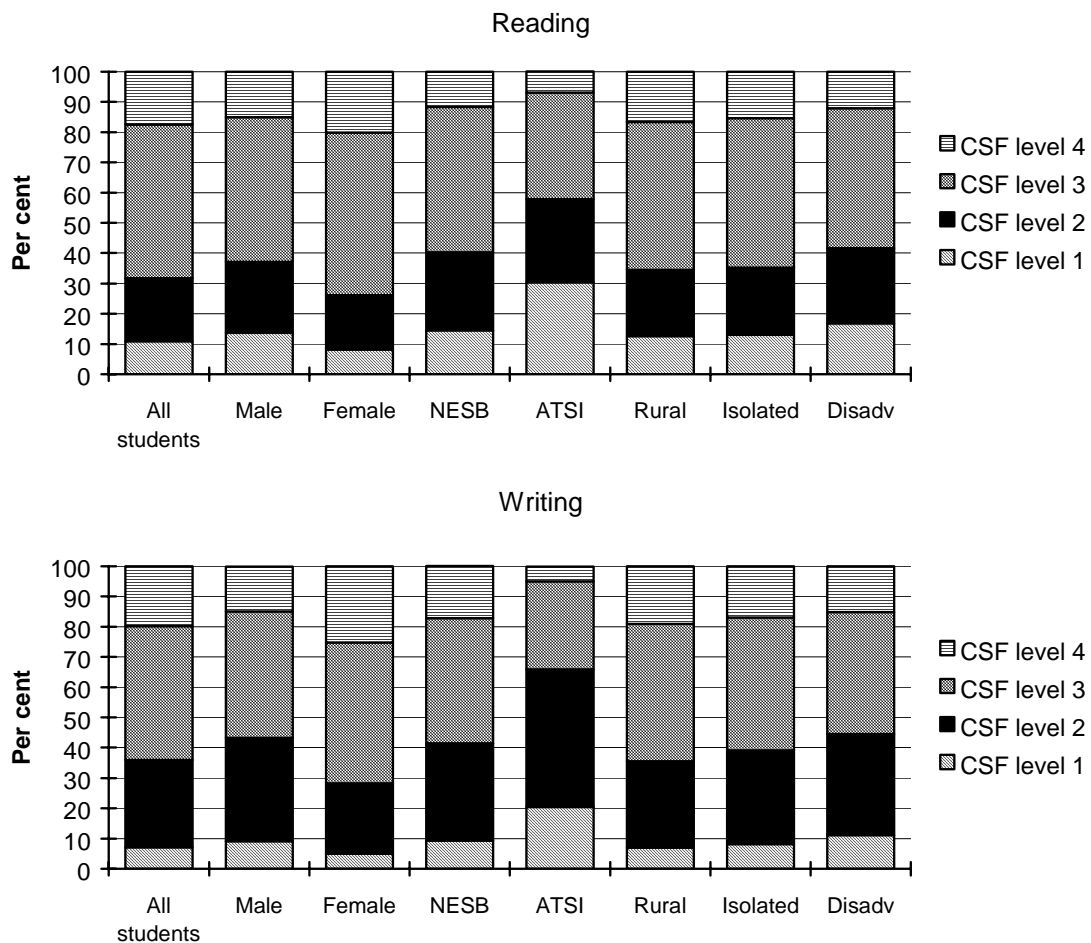 Reading
100
90
80
70
60
50
40
30
20
10
0
Per cent
All students
Male
Female
NESB
ATSI
Rural
Isolated
Disadv
CSF level 4
CSF level 3
CSF level 2
CSF level 1
Writing
100
90
80
70
60
50
40
30
20
10
0
Per cent
All students
Male
Female
NESB
ATSI
Rural
Isolated
Disadv
CSF level 4
CSF level 3
CSF level 2
CSF level 1